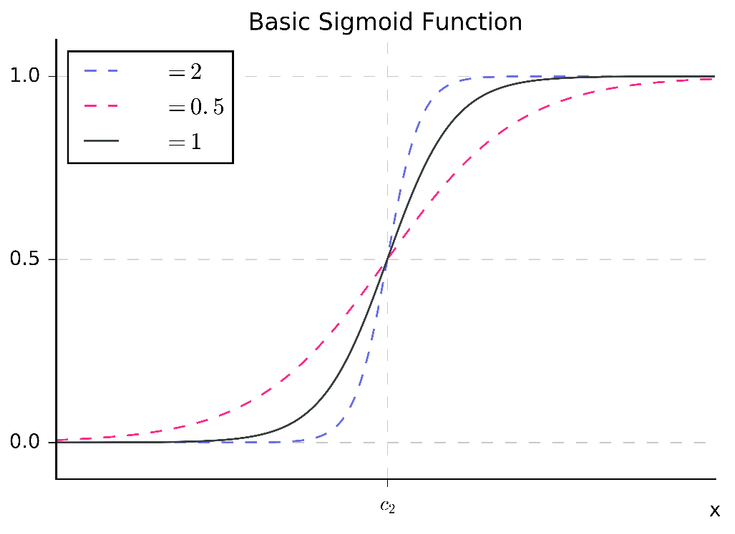 Basic Sigmoid Function
= 2
= 0.5
= 1
1.0
0.5
0.0
c₂
x